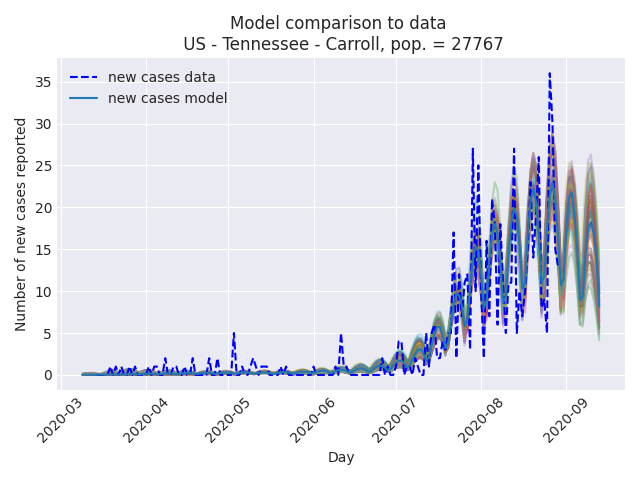 Model comparison to data
US - Tennessee - Carroll, pop. = 27767
new cases data
new cases model
Number of new cases reported
35
30
25
20
15
10
5
0
2020-03
2020-04
2020-05
2020-06
2020-07
2020-08
2020-09
Day